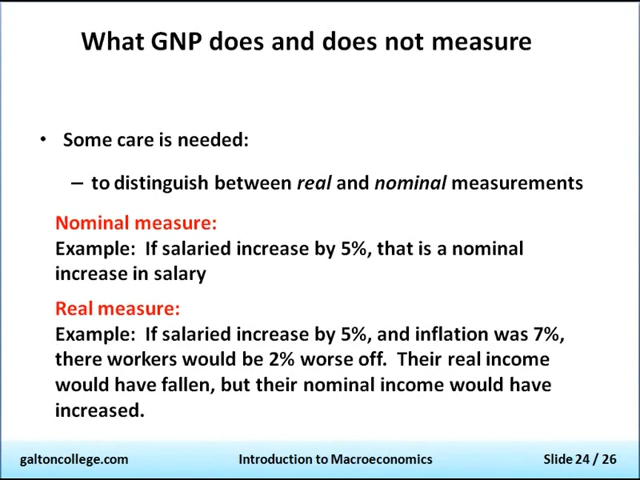 What GNP does and does not measure
• Some care is needed:
– to distinguish between real and nominal measurements
Nominal measure:
Example: If salaried increase by 5%, that is a nominal
increase in salary
Real measure:
Example: If salaried increase by 5%, and inflation was 7%,
there workers would be 2% worse off. Their real income
would have fallen, but their nominal income would have
increased.
galtoncollege.com Introduction to Macroeconomics Slide 24 / 26